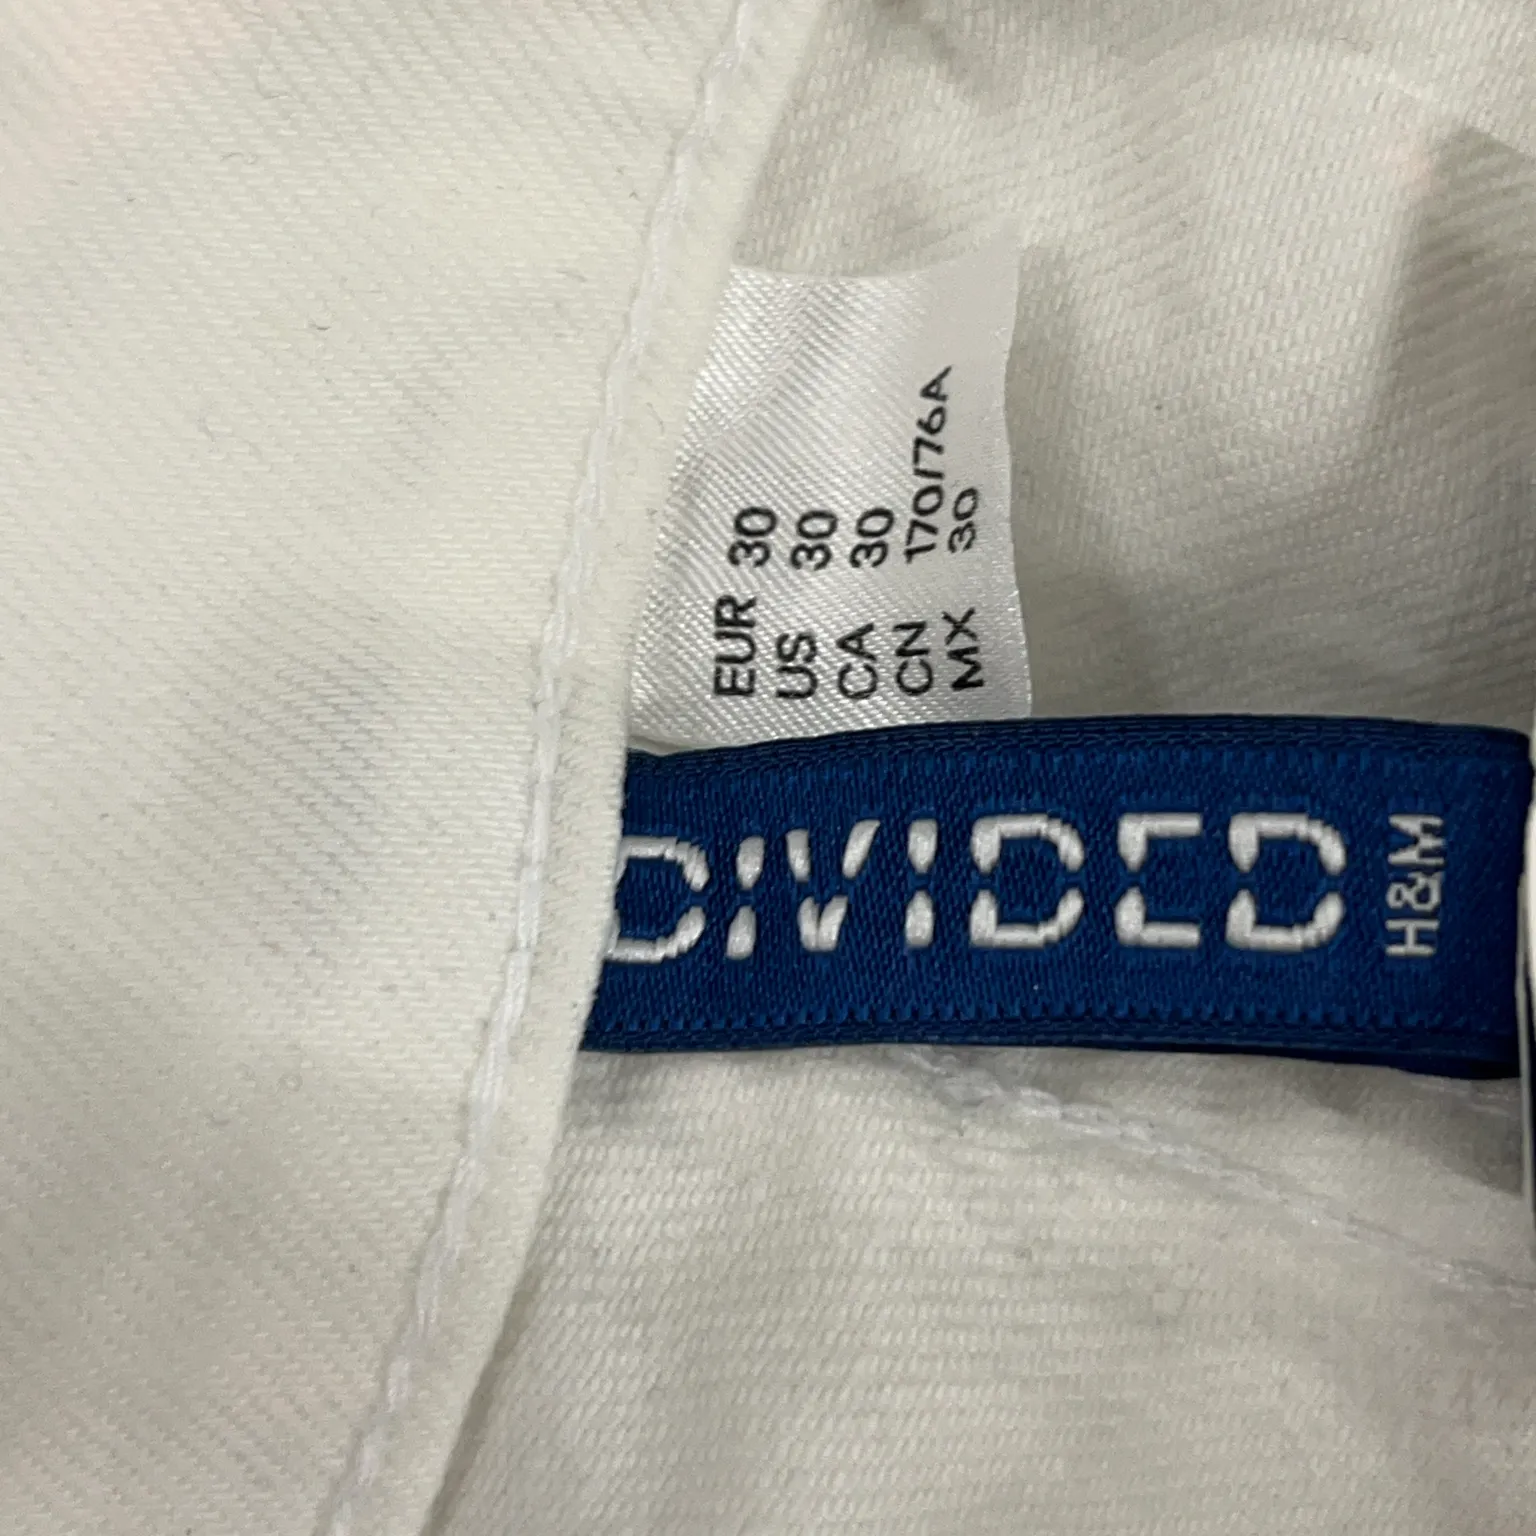 EUR 30
US 30
CA 30
CN 170/76A
MX 30
DIVIDED
H&M